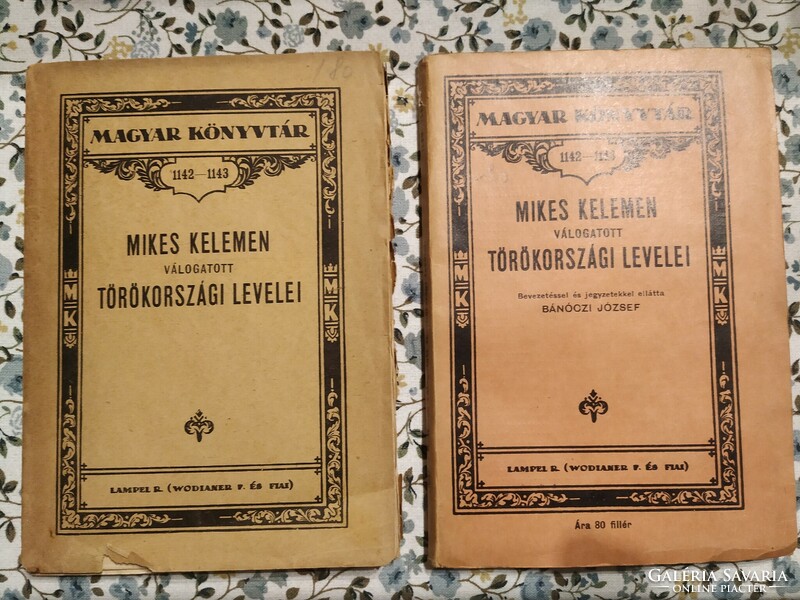 180
MAGYAR KÖNYVTÁR
1142—1143
MIKES KELEMEN
VÁLOGATOTT
TÖRÖKORSZÁGI LEVELEI
MK
MK
LAMPEL R. (WODIANER F. ÉS FIAI)
MAGYAR KÖNYVTÁR
1142—1143
MIKES KELEMEN
VÁLOGATOTT
TÖRÖKORSZÁGI LEVELEI
Bevezetéssel és jegyzetekkel ellátta
BÁNÓCZI JÓZSEF
MK
MK
LAMPEL R. (WODIANER F. ÉS FIAI)
Ára 80 fillér
GALÉRIA SAVARIA
ONLINE PIACTÉR